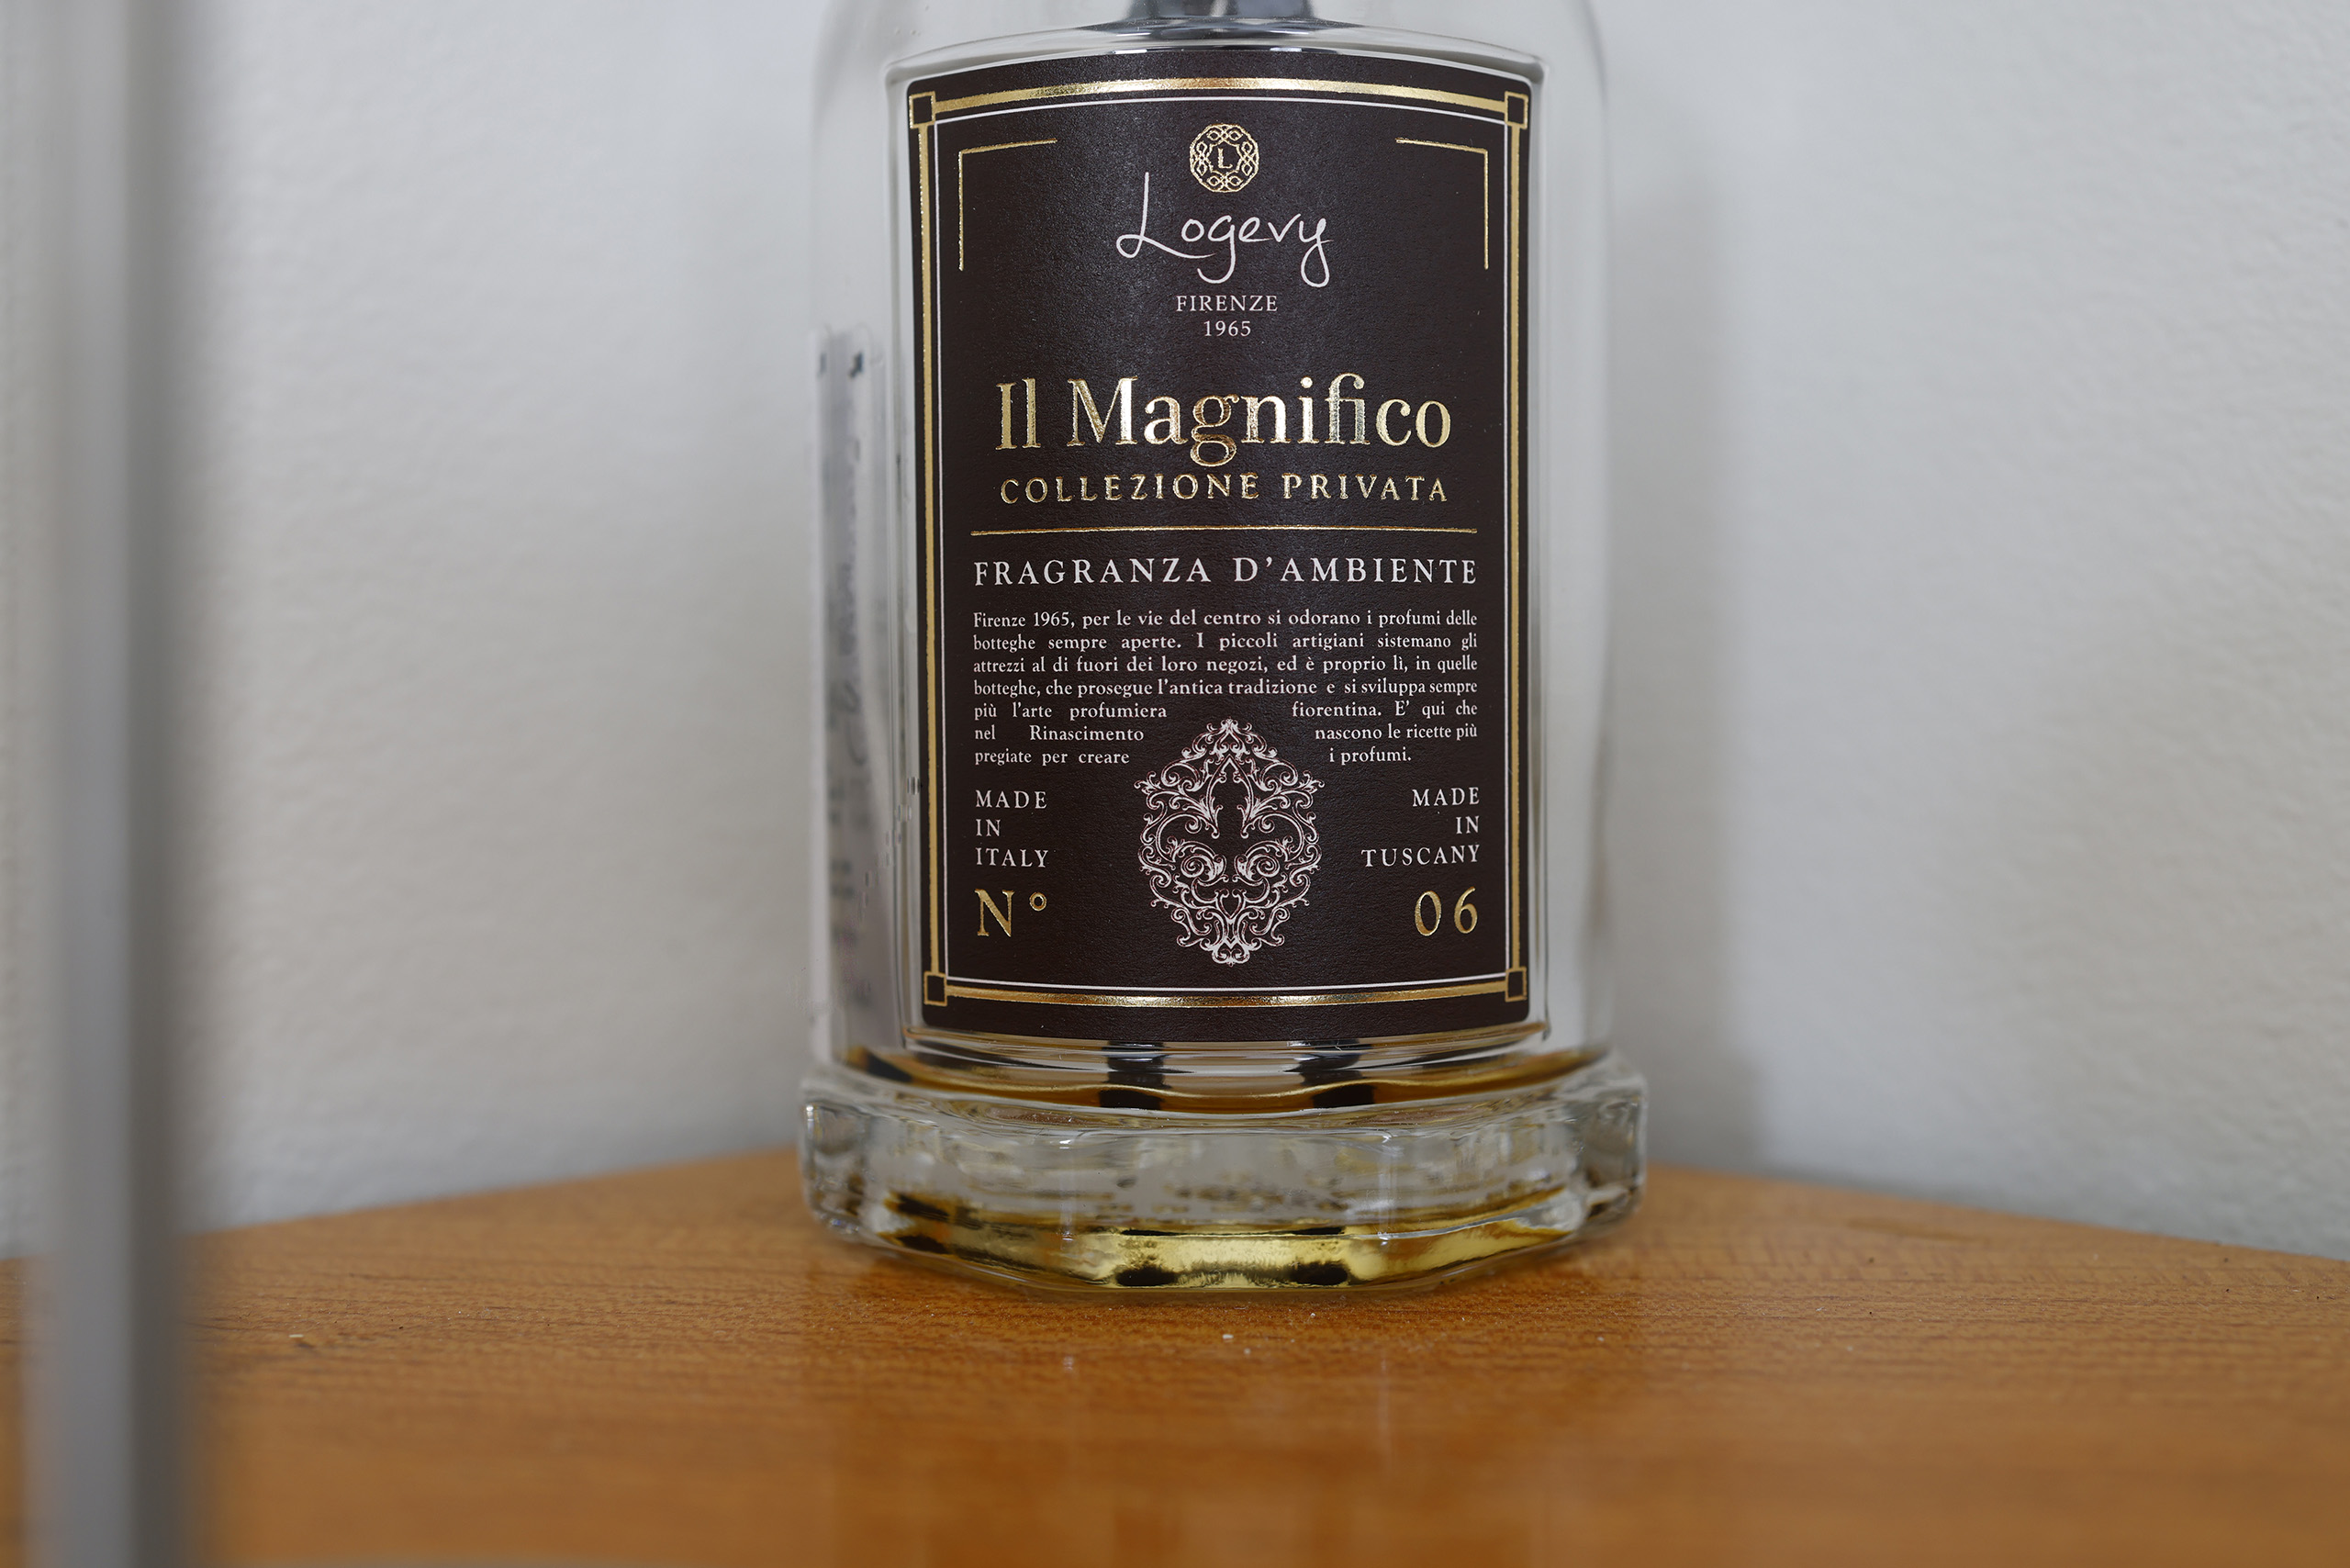 L
Logevy
FIRENZE
1965
Il Magnifico
COLLEZIONE PRIVATA
FRAGRANZA D'AMBIENTE
Firenze 1965, per le vie del centro si odorano i profumi delle
botteghe sempre aperte. I piccoli artigiani sistemano gli
attrezzi al di fuori dei loro negozi, ed è proprio lì, in quelle
botteghe, che prosegue l'antica tradizione e si sviluppa sempre
più l'arte profumiera fiorentina. E' qui che
nel Rinascimento nascono le ricette più
pregiate per creare i profumi.
MADE
IN
ITALY
N°
MADE
IN
TUSCANY
06